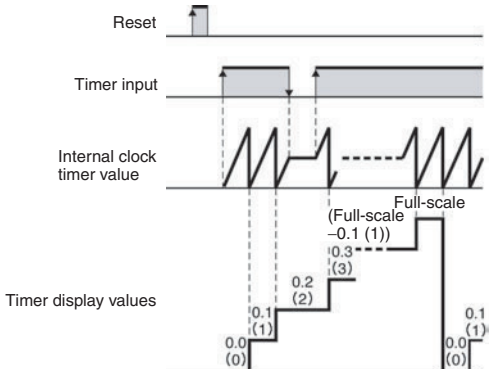 Reset
Timer input
Internal clock
timer value
Full-scale
(Full-scale
–0.1 (1))
0.3
(3)
0.2
(2)
Timer display values
0.1
(1)
0.1
(1)
0.0
(0)
0.0
(0)